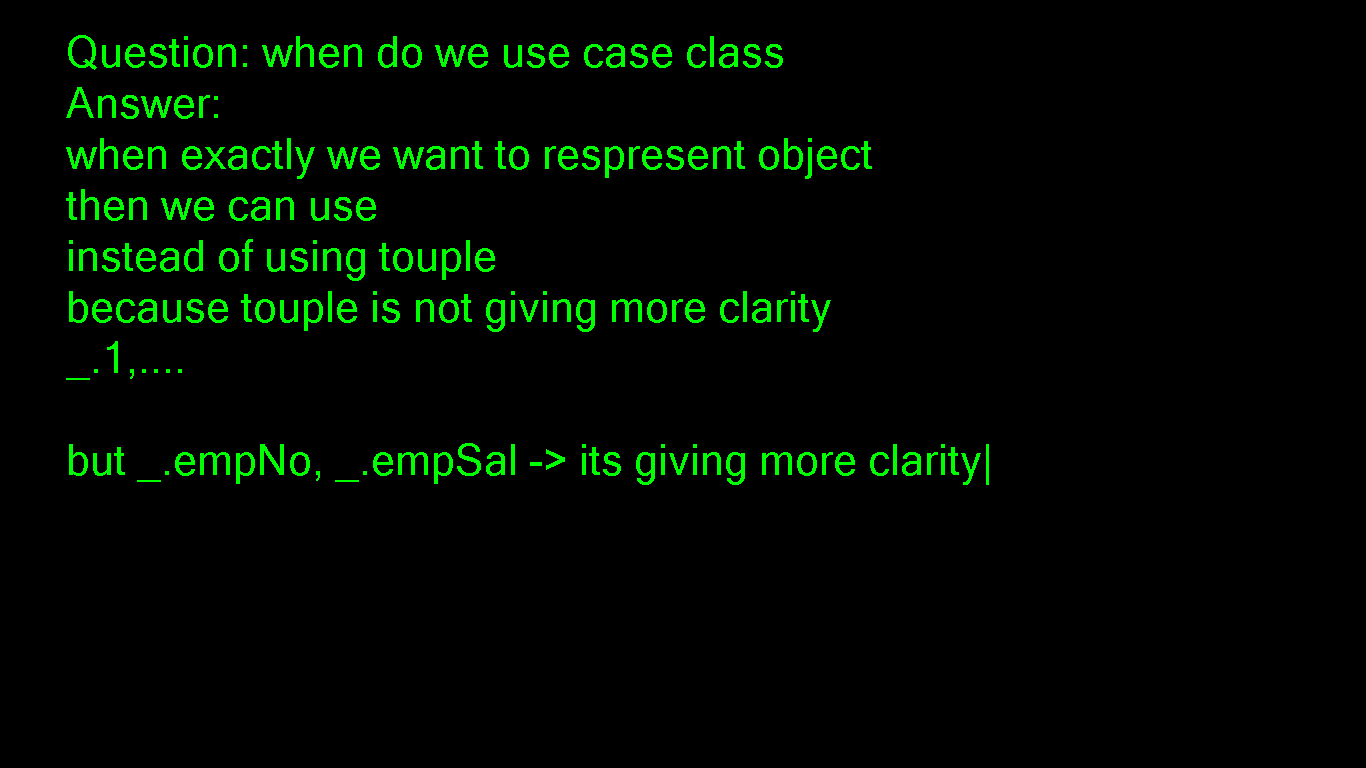 Question: when do we use case class
Answer:
when exactly we want to respresent object
then we can use
instead of using touple
because touple is not giving more clarity
_.1,....
but _.empNo, _.empSal -> its giving more clarity|